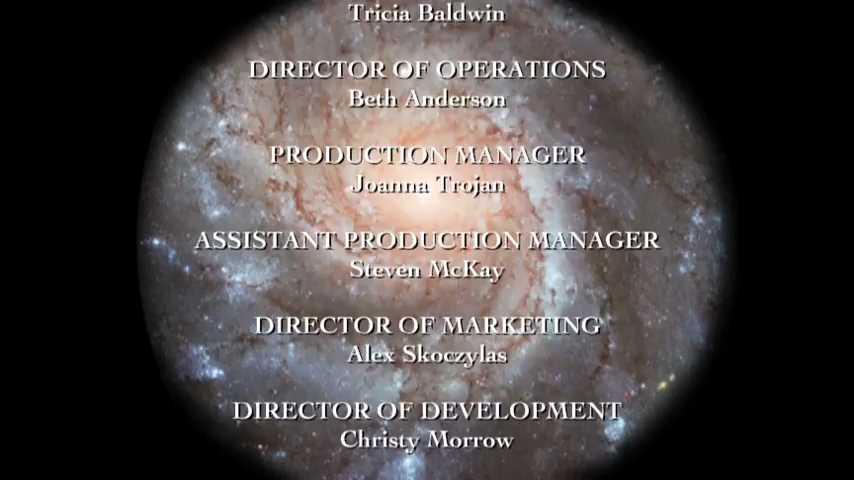 Tricia Baldwin
DIRECTOR OF OPERATIONS
Beth Anderson
PRODUCTION MANAGER
Joanna Trojan
ASSISTANT PRODUCTION MANAGER
Steven McKay
DIRECTOR OF MARKETING
Alex Skoczylas
DIRECTOR OF DEVELOPMENT
Christy Morrow